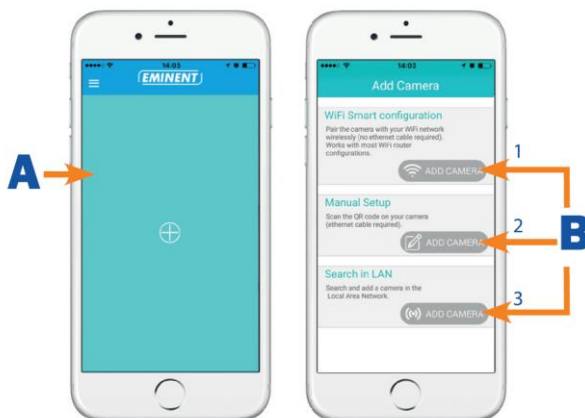 14:03
EMINENT
A
14:03
Add Camera
WiFi Smart configuration
Pair the camera with your WiFi network
wirelessly (no ethernet cable required).
Works with most WiFi router
configurations.
ADD CAMERA
1
Manual Setup
Scan the QR code on your camera
(ethernet cable required).
ADD CAMERA
2
B
Search in LAN
Search and add a camera in the
Local Area Network.
ADD CAMERA
3